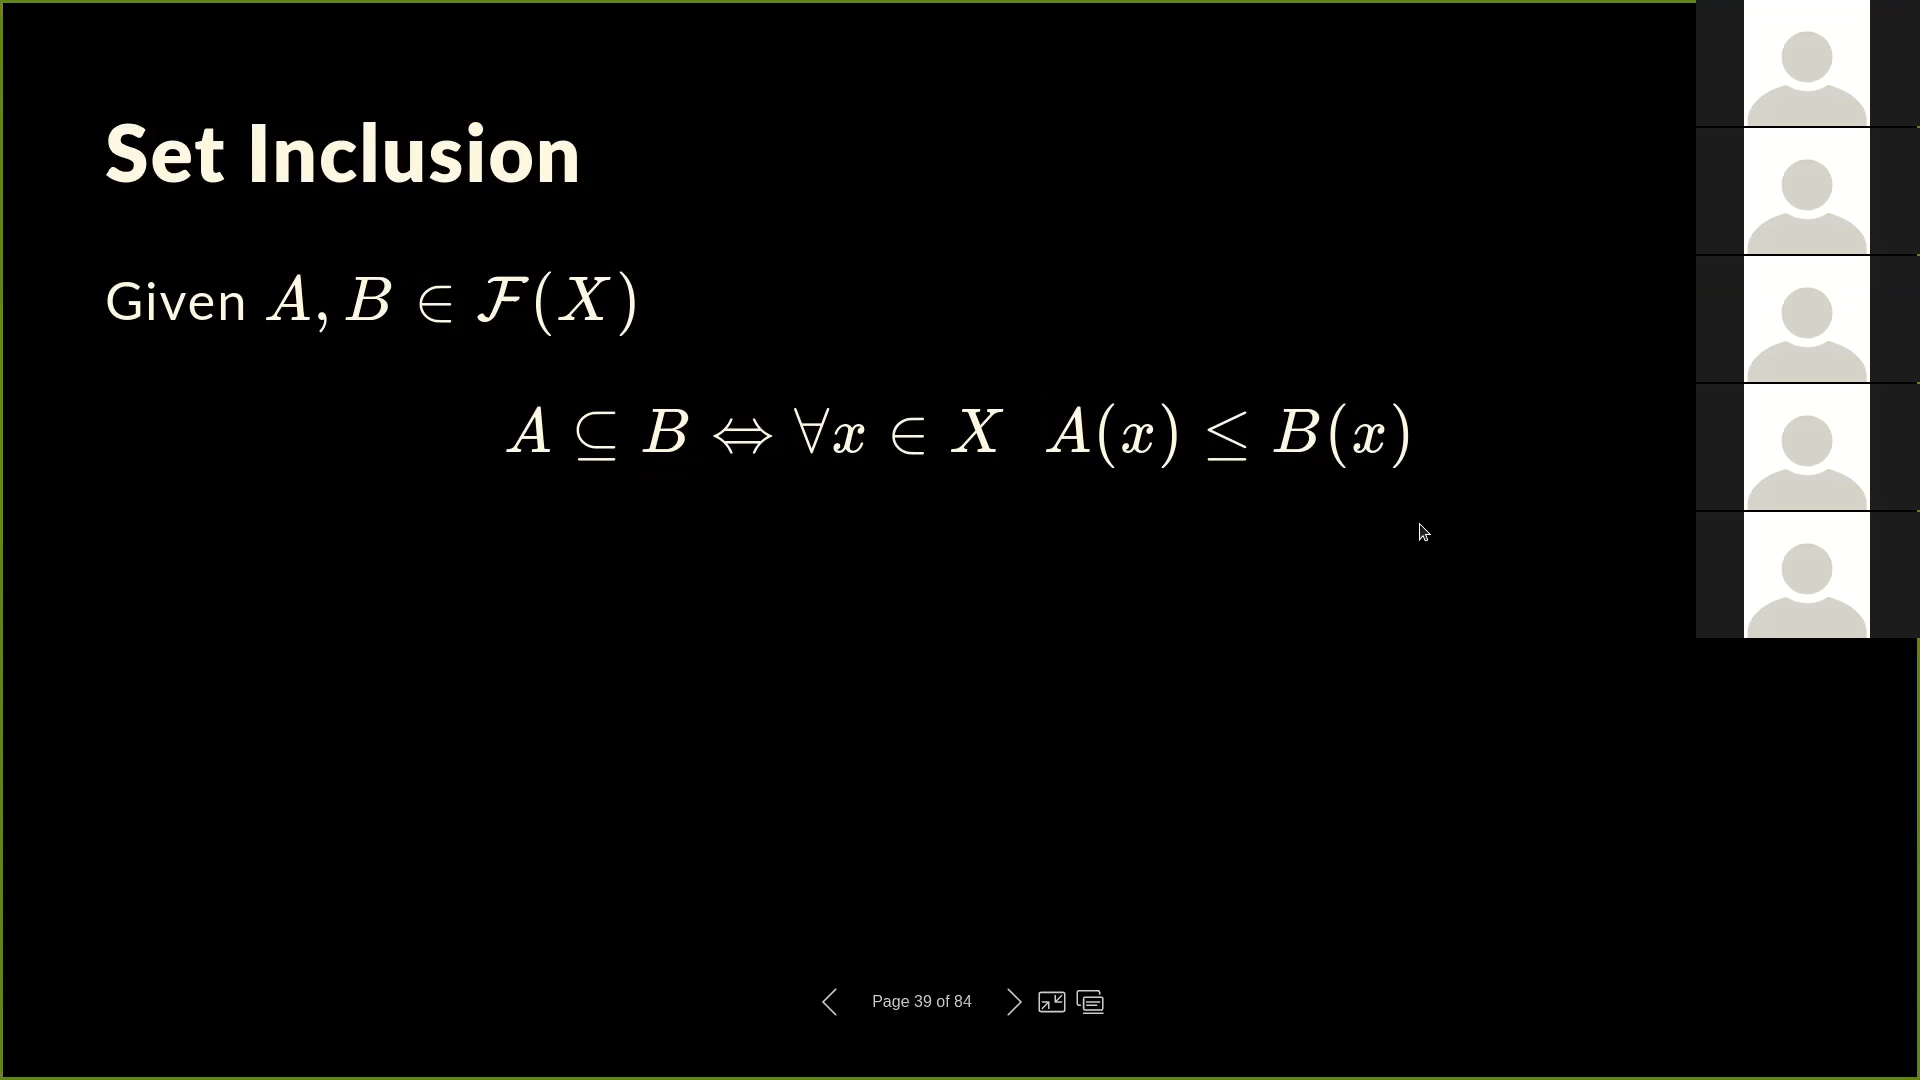 Set Inclusion
Given A, B ∈ ℱ(X)
A ⊆ B ⇔ ∀x ∈ X A(x) ≤ B(x)
Page 39 of 84